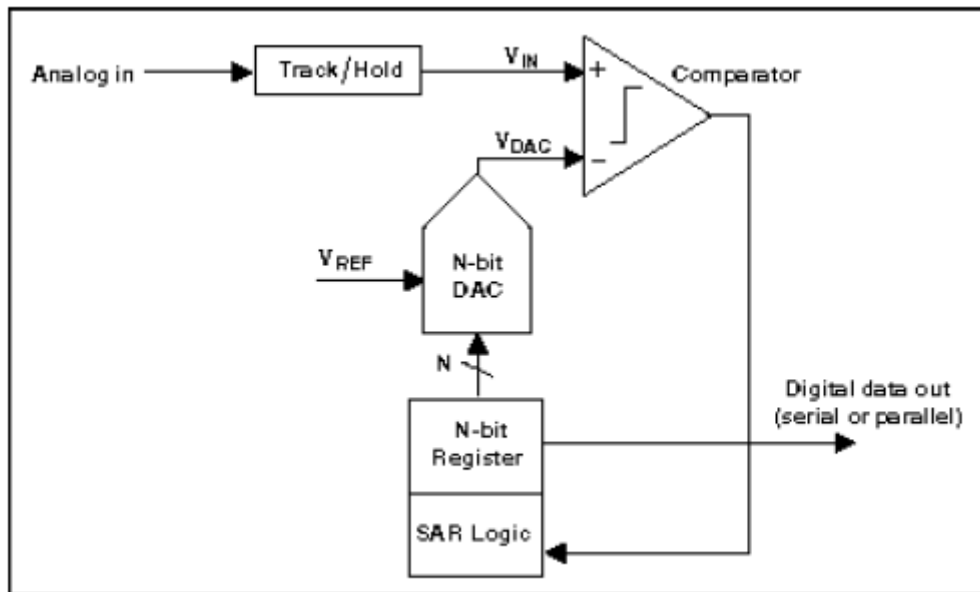 Analog in
Track/Hold
VIN
+
Comparator
VDAC
−
VREF
N-bit
DAC
N
Digital data out
(serial or parallel)
N-bit
Register
SAR Logic